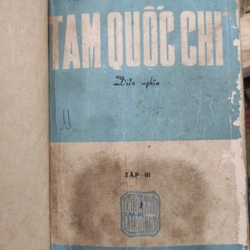 TAM QUỐC CHÍ
Diễn nghĩa
TẬP III